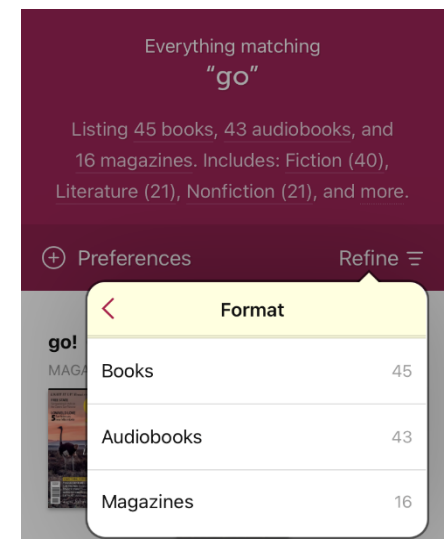 Everything matching
“go”
Listing 45 books, 43 audiobooks, and
16 magazines. Includes: Fiction (40),
Literature (21), Nonfiction (21), and more.
Preferences
Refine
Format
go!
MAGA
Books 45
Audiobooks 43
Magazines 16